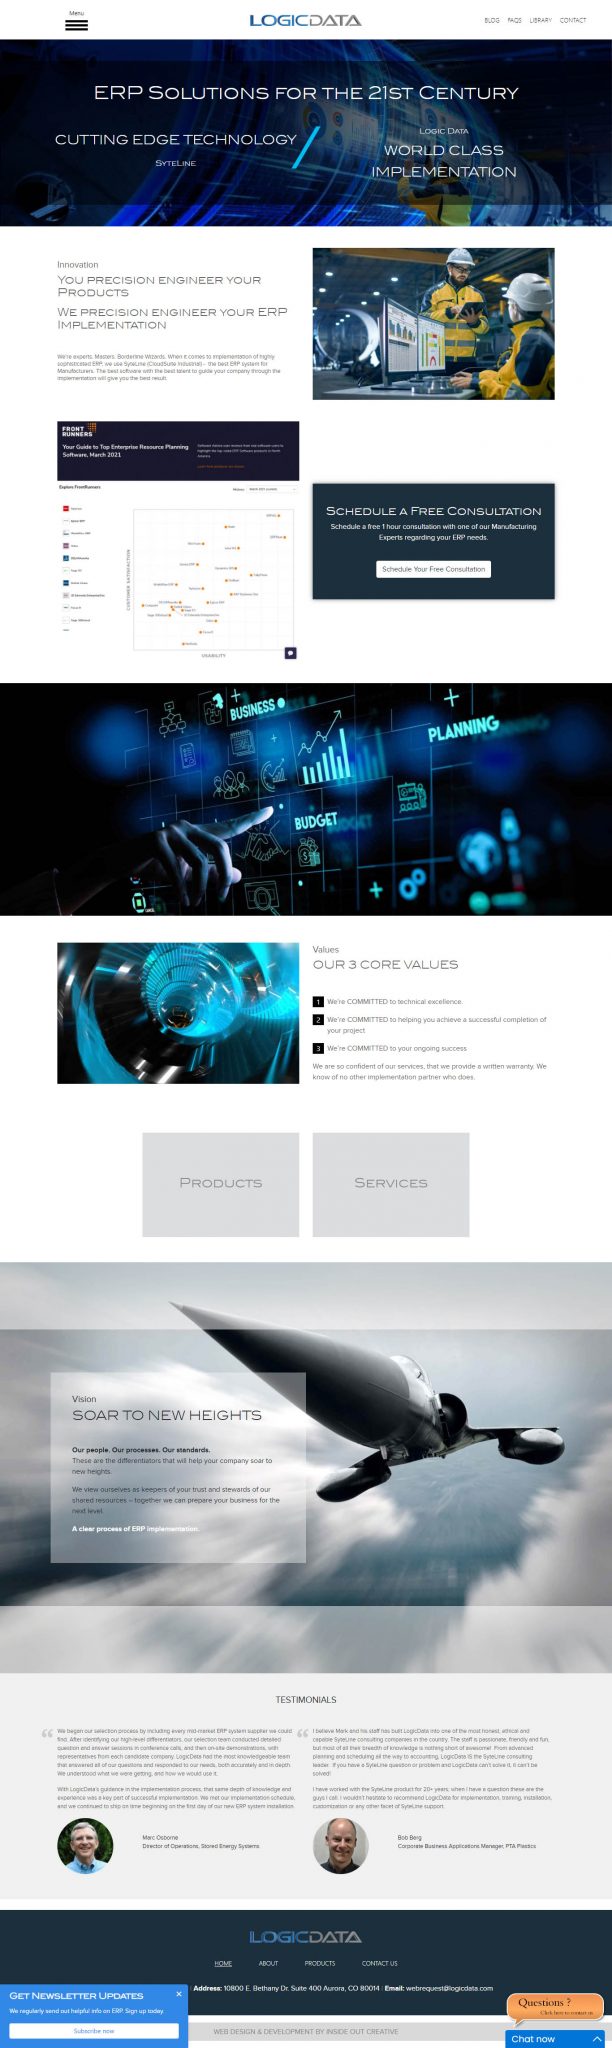 Menu
LOGICDATA
BLOG FAQS LIBRARY CONTACT
ERP SOLUTIONS FOR THE 21ST CENTURY
CUTTING EDGE TECHNOLOGY
SYTELINE
LOGIC DATA
WORLD CLASS
IMPLEMENTATION
Innovation
YOU PRECISION ENGINEER YOUR
PRODUCTS
WE PRECISION ENGINEER YOUR ERP
IMPLEMENTATION
We're experts. Masters. Borderline Wizards. When it comes to implementation of highly
sophisticated ERP, we use SyteLine (CloudSuite Industrial) – the best ERP system for
Manufacturers. The best software with the best talent to guide your company through the
implementation will give you the best result.
FRONT
RUNNERS
Your Guide to Top Enterprise Resource Planning
Software, March 2021
Explore FrontRunners
CUSTOMER SATISFACTION
USABILITY
SCHEDULE A FREE CONSULTATION
Schedule a free 1 hour consultation with one of our Manufacturing
Experts regarding your ERP needs.
Schedule Your Free Consultation
BUSINESS
PLANNING
BUDGET
Values
OUR 3 CORE VALUES
1 We're COMMITTED to technical excellence.
2 We're COMMITTED to helping you achieve a successful completion of
your project
3 We're COMMITTED to your ongoing success
We are so confident of our services, that we provide a written warranty. We
know of no other implementation partner who does.
PRODUCTS
SERVICES
Vision
SOAR TO NEW HEIGHTS
Our people. Our processes. Our standards.
These are the differentiators that will help your company soar to
new heights.
We view ourselves as keepers of your trust and stewards of our
shared resources – together we can prepare your business for the
next level.
A clear process of ERP implementation.
TESTIMONIALS
We began our selection process by including every mid-market ERP system supplier we could
find. After identifying our high-level differentiators, our selection team conducted detailed
question and answer sessions in conference calls, and then on-site demonstrations, with
representatives from each candidate company. LogicData had the most knowledgeable team
that answered all of our questions and responded to our needs, both accurately and in depth.
We understood what we were getting, and how we would use it.
With LogicData's guidance in the implementation process, that same depth of knowledge and
experience was a key part of successful implementation. We met our implementation schedule,
and we continued to ship on time beginning on the first day of our new ERP system installation
Marc Osborne
Director of Operations, Stored Energy Systems
I believe Mark and his staff has built LogicData into one of the most honest, ethical and
capable SyteLine consulting companies in the country. The staff is passionate, friendly and fun,
but most of all their breadth of knowledge is nothing short of awesome! From advanced
planning and scheduling all the way to accounting, LogicData IS the SyteLine consulting
leader. If you have a SyteLine question or problem and LogicData can't solve it, it can't be
solved!
I have worked with the SyteLine product for 20+ years; when I have a question these are the
guys I call. I wouldn't hesitate to recommend LogicData for implementation, training, installation,
customization or any other facet of SyteLine support.
Bob Berg
Corporate Business Applications Manager, PTA Plastics
LOGICDATA
HOME ABOUT PRODUCTS CONTACT US
| Address: 10800 E. Bethany Dr. Suite 400 Aurora, CO 80014 | Email: webrequest@logicdata.com
GET NEWSLETTER UPDATES
We regularly send out helpful info on ERP. Sign up today.
Subscribe now
WEB DESIGN & DEVELOPMENT BY INSIDE OUT CREATIVE
Questions ?
Click here to contact us
Chat now